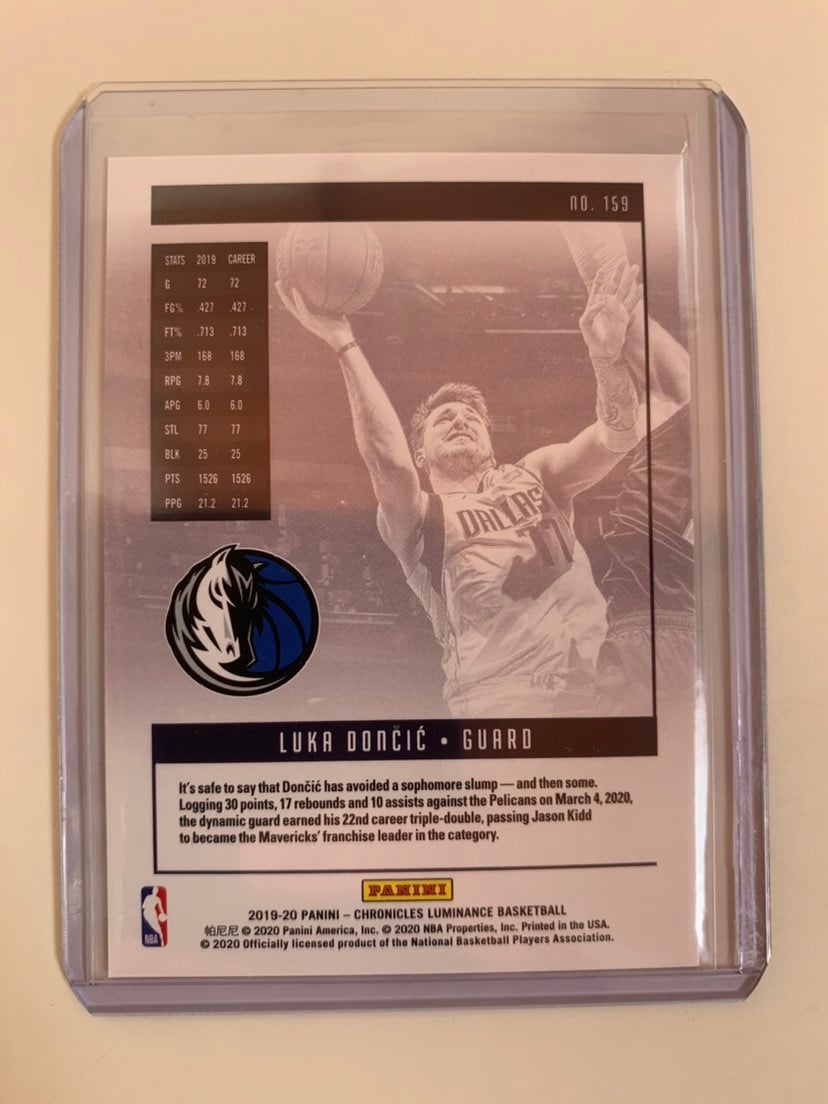 no. 159
STATS 2019 CAREER
G 72 72
FG% .427 .427
FT% .713 .713
3PM 168 168
RPG 7.8 7.8
APG 6.0 6.0
STL 77 77
BLK 25 25
PTS 1526 1526
PPG 21.2 21.2
DALLAS
77
LUKA DONČIĆ • GUARD
It's safe to say that Dončić has avoided a sophomore slump — and then some.
Logging 30 points, 17 rebounds and 10 assists against the Pelicans on March 4, 2020,
the dynamic guard earned his 22nd career triple-double, passing Jason Kidd
to became the Mavericks' franchise leader in the category.
PANINI
NBA
2019-20 PANINI – CHRONICLES LUMINANCE BASKETBALL
帕尼尼 © 2020 Panini America, Inc. © 2020 NBA Properties, Inc. Printed in the USA.
© 2020 Officially licensed product of the National Basketball Players Association.